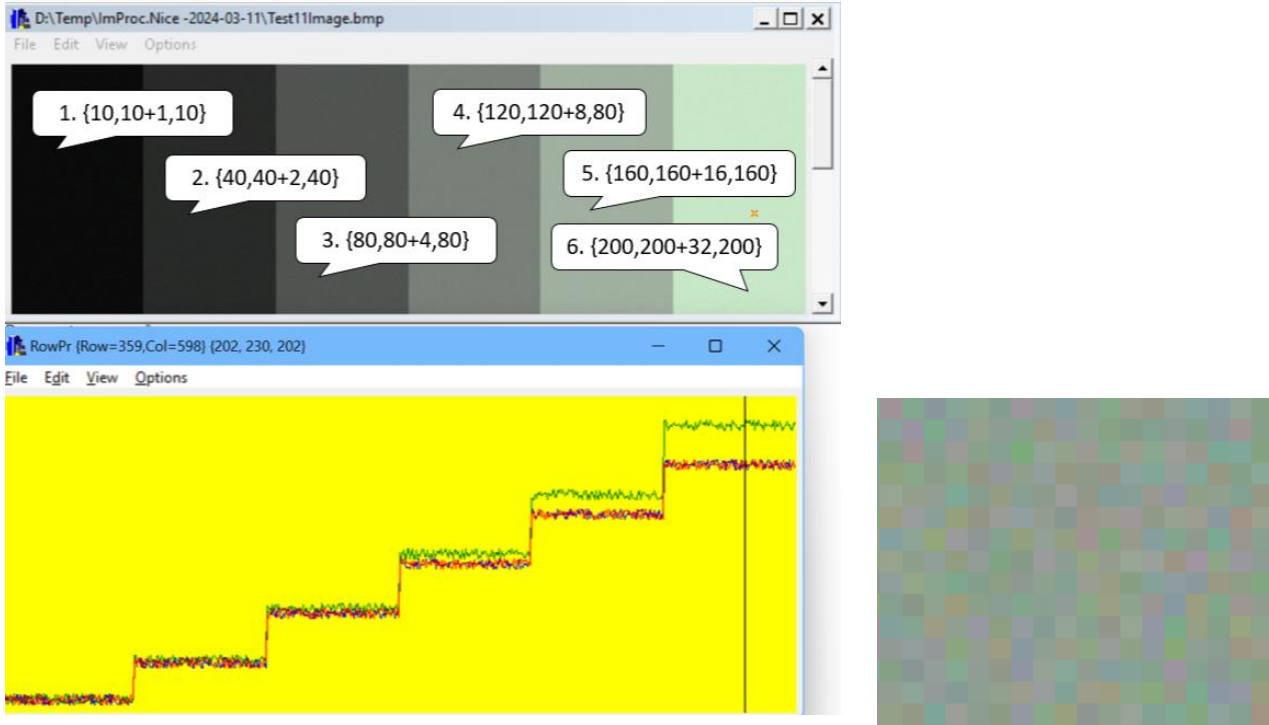 D:\Temp\ImProc.Nice -2024-03-11\Test11Image.bmp
File Edit View Options
1. {10,10+1,10}
4. {120,120+8,80}
2. {40,40+2,40}
5. {160,160+16,160}
3. {80,80+4,80}
6. {200,200+32,200}
RowPr {Row=359,Col=598} {202, 230, 202}
File Edit View Options